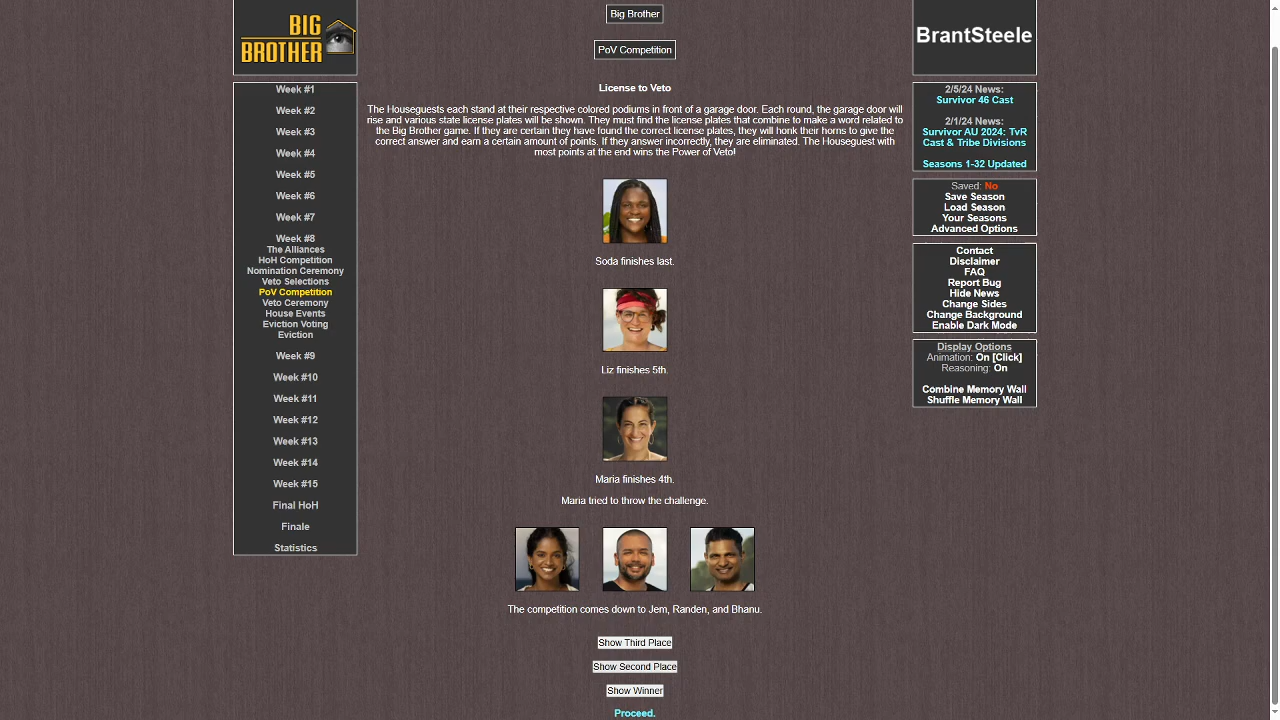 BIG
BROTHER
Week #1
Week #2
Week #3
Week #4
Week #5
Week #6
Week #7
Week #8
The Alliances
HoH Competition
Nomination Ceremony
Veto Selections
PoV Competition
Veto Ceremony
House Events
Eviction Voting
Eviction
Week #9
Week #10
Week #11
Week #12
Week #13
Week #14
Week #15
Final HoH
Finale
Statistics
Big Brother
PoV Competition
License to Veto
The Houseguests each stand at their respective colored podiums in front of a garage door. Each round, the garage door will
rise and various state license plates will be shown. They must find the license plates that combine to make a word related to
the Big Brother game. If they are certain they have found the correct license plates, they will honk their horns to give the
correct answer and earn a certain amount of points. If they answer incorrectly, they are eliminated. The Houseguest with
most points at the end wins the Power of Veto!
Soda finishes last.
Liz finishes 5th.
Maria finishes 4th.
Maria tried to throw the challenge.
The competition comes down to Jem, Randen, and Bhanu.
Show Third Place
Show Second Place
Show Winner
Proceed.
BrantSteele
2/5/24 News:
Survivor 46 Cast
2/1/24 News:
Survivor AU 2024: TvR
Cast & Tribe Divisions
Seasons 1-32 Updated
Saved: No
Save Season
Load Season
Your Seasons
Advanced Options
Contact
Disclaimer
FAQ
Report Bug
Hide News
Change Sides
Change Background
Enable Dark Mode
Display Options
Animation: On [Click]
Reasoning: On
Combine Memory Wall
Shuffle Memory Wall